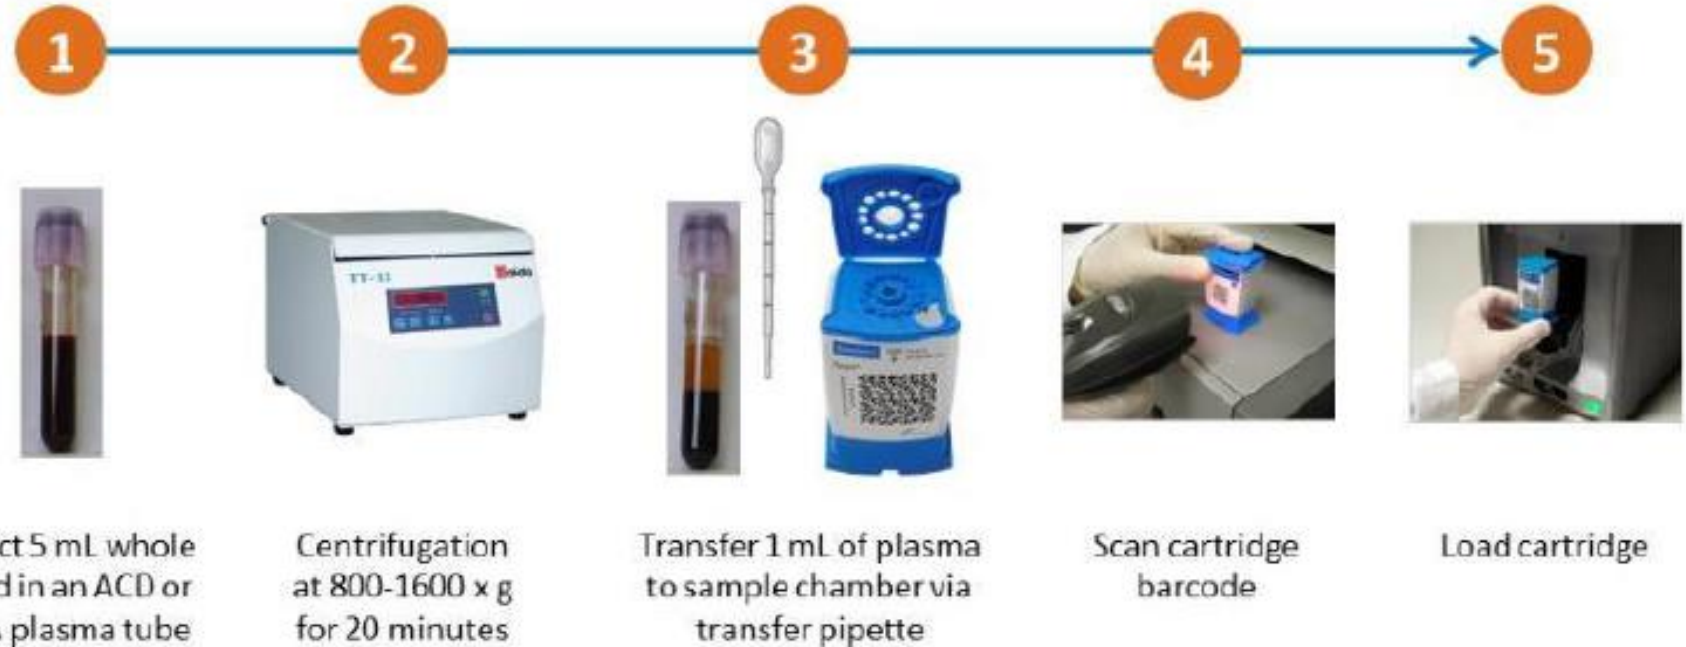 1
2
3
4
5
TT-11
ct 5 mL whole
d in an ACD or
plasma tube
Centrifugation
at 800-1600 x g
for 20 minutes
Transfer 1 mL of plasma
to sample chamber via
transfer pipette
Scan cartridge
barcode
Load cartridge